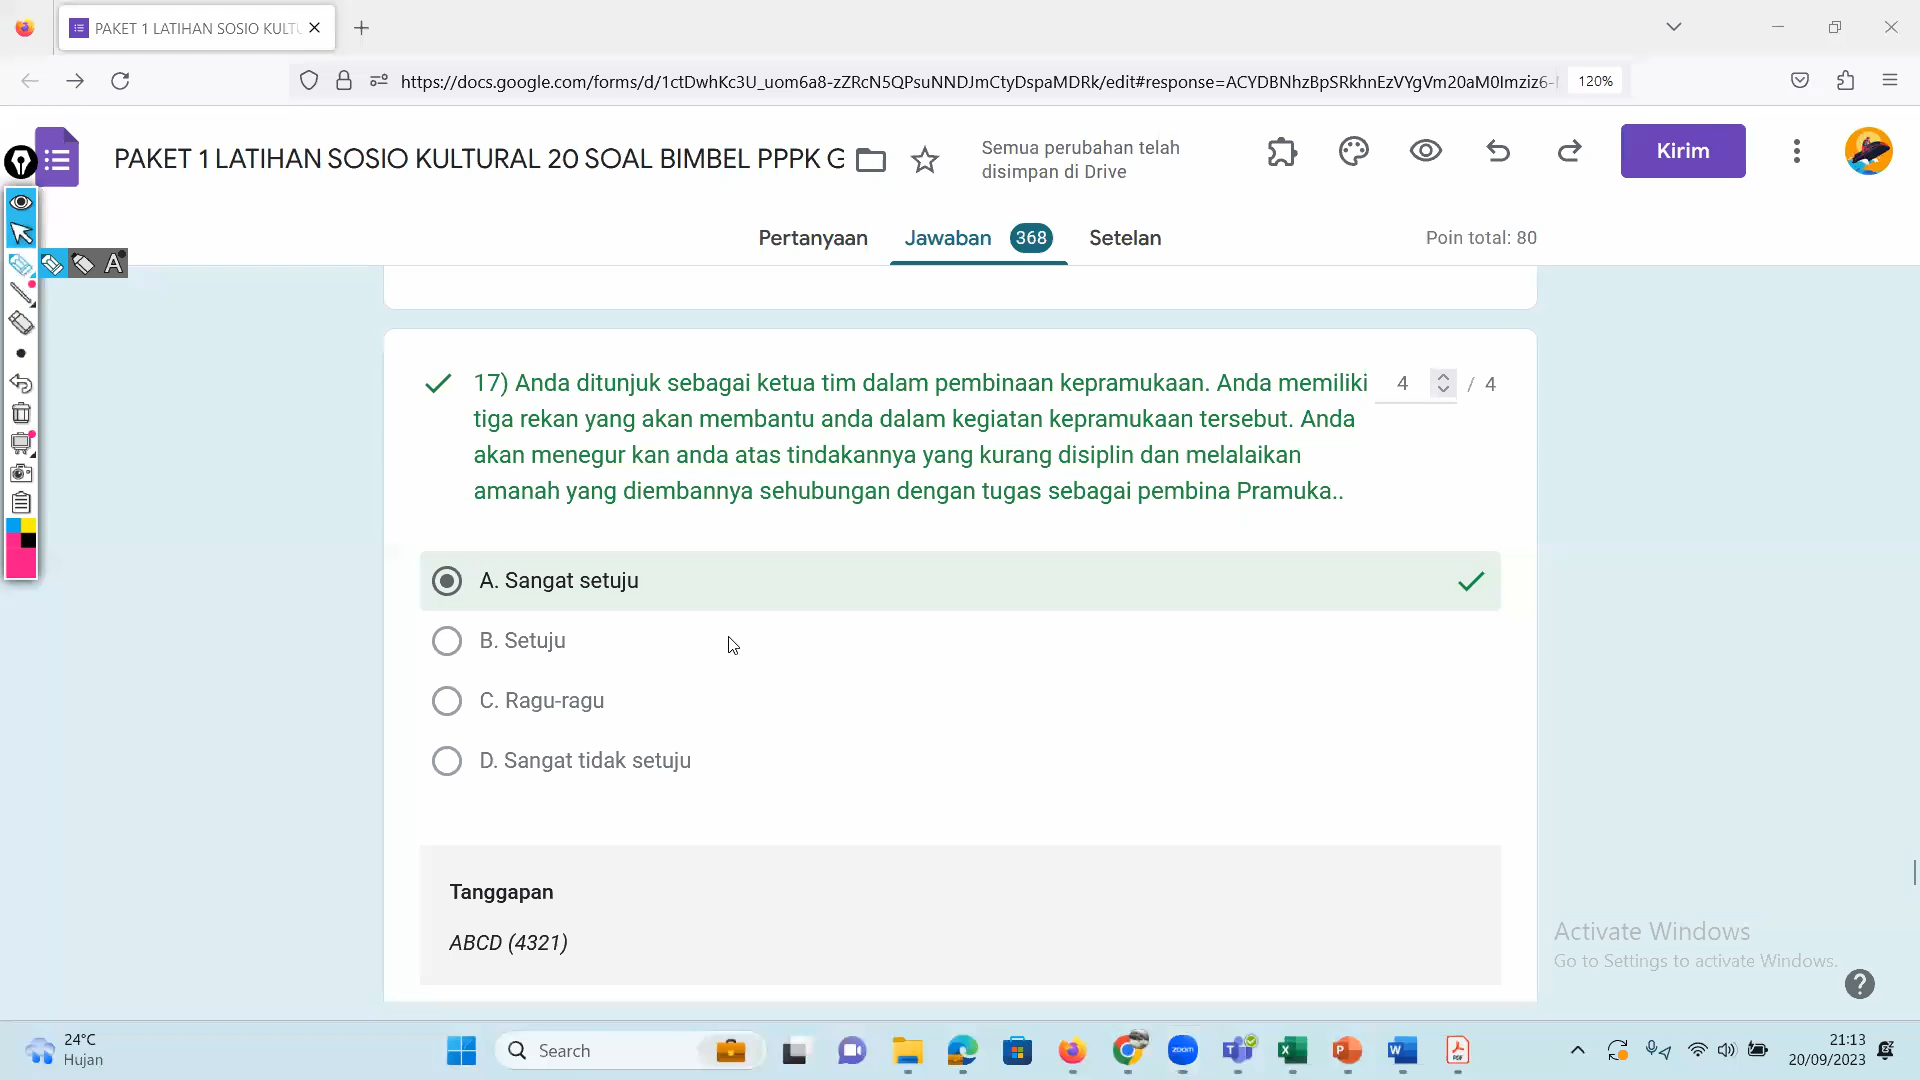 PAKET 1 LATIHAN SOSIO KULTU
https://docs.google.com/forms/d/1ctDwhKc3U_uom6a8-zZRcN5QPsuNNDJmCtyDspaMDRk/edit#response=ACYDBNhzBpSRkhnEzVYgVm20aM0Imziz6-
120%
PAKET 1 LATIHAN SOSIO KULTURAL 20 SOAL BIMBEL PPPK G
Semua perubahan telah
disimpan di Drive
Kirim
Pertanyaan
Jawaban 368
Setelan
Poin total: 80
A
17) Anda ditunjuk sebagai ketua tim dalam pembinaan kepramukaan. Anda memiliki
tiga rekan yang akan membantu anda dalam kegiatan kepramukaan tersebut. Anda
akan menegur kan anda atas tindakannya yang kurang disiplin dan melalaikan
amanah yang diembannya sehubungan dengan tugas sebagai pembina Pramuka..
4 / 4
A. Sangat setuju
B. Setuju
C. Ragu-ragu
D. Sangat tidak setuju
Tanggapan
ABCD (4321)
Activate Windows
Go to Settings to activate Windows.
24°C
Hujan
Search
zoom
21:13
20/09/2023